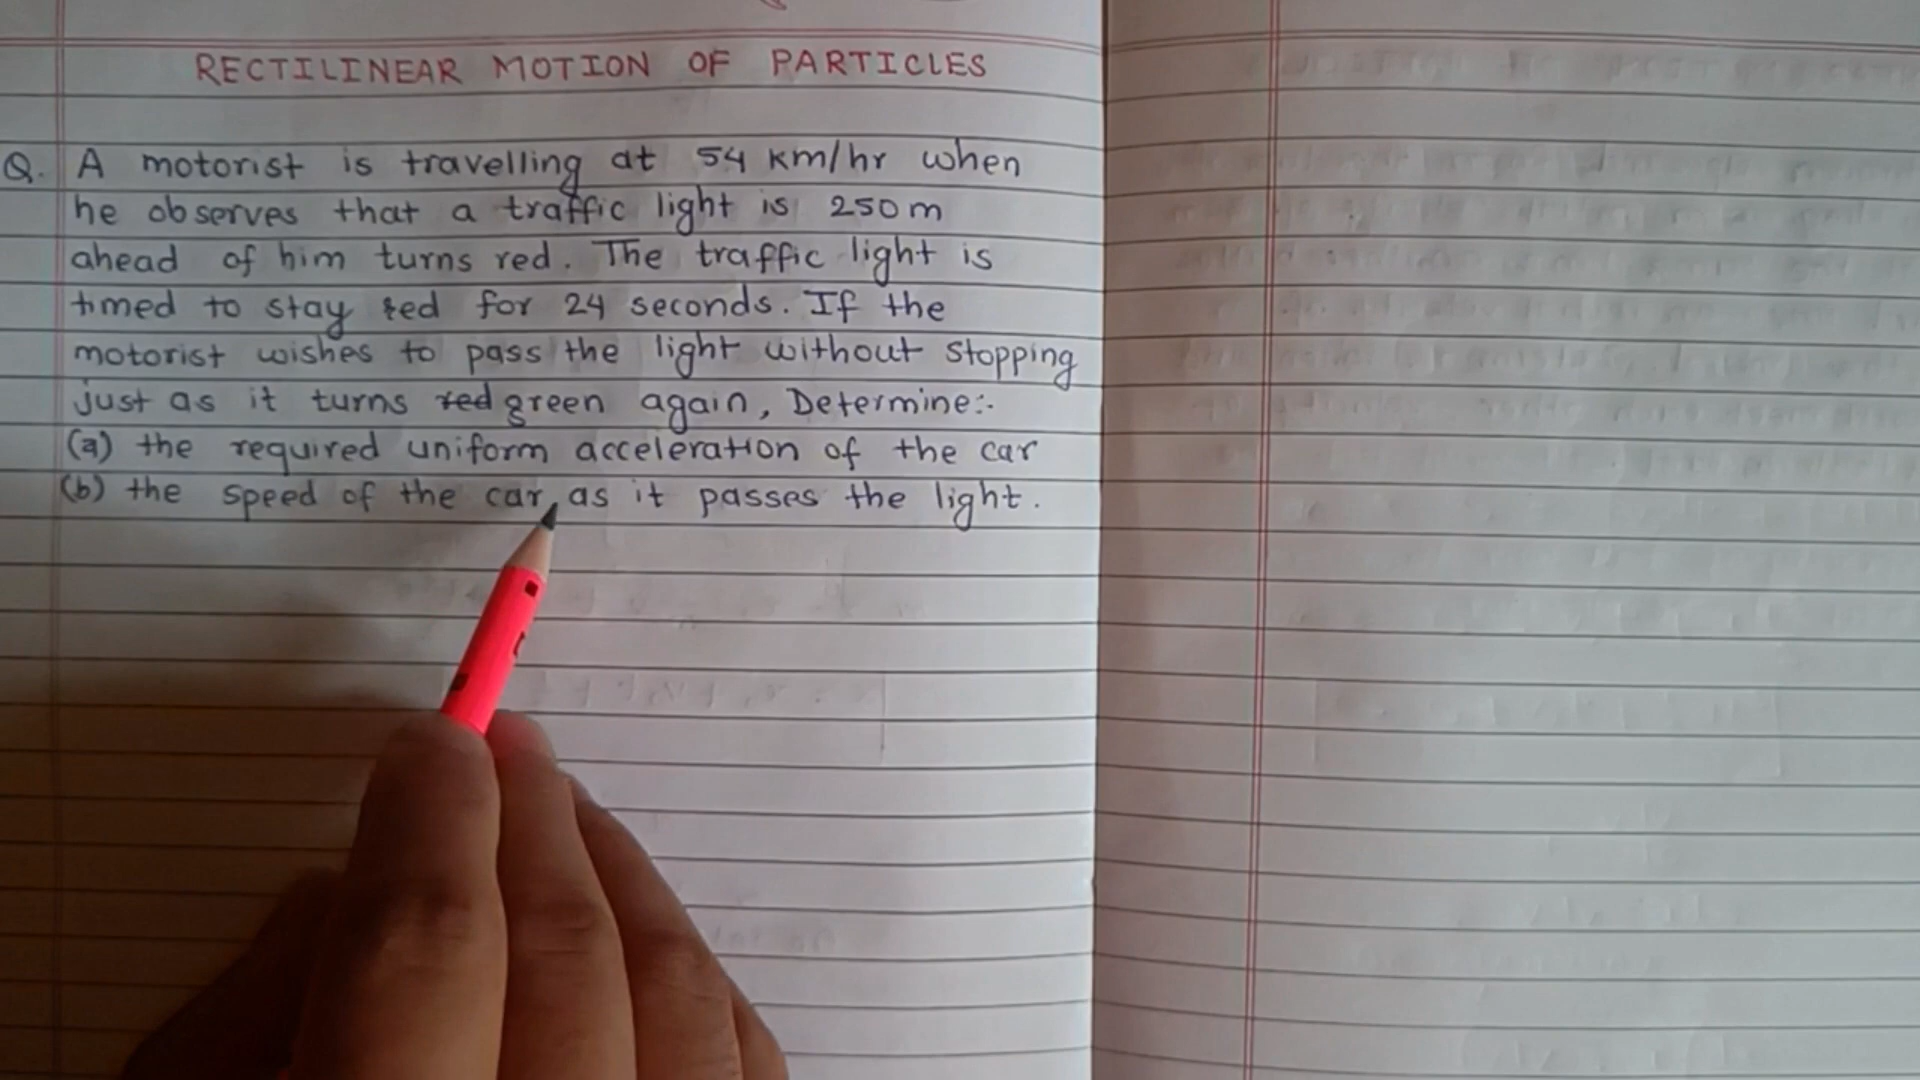 RECTILINEAR MOTION OF PARTICLES
Q. A motorist is travelling at 54 km/hr when
he observes that a traffic light is 250m
ahead of him turns red. The traffic light is
timed to stay red for 24 seconds. If the
motorist wishes to pass the light without stopping
just as it turns red green again, Determine:-
(a) the required uniform acceleration of the car
(b) the speed of the car as it passes the light.